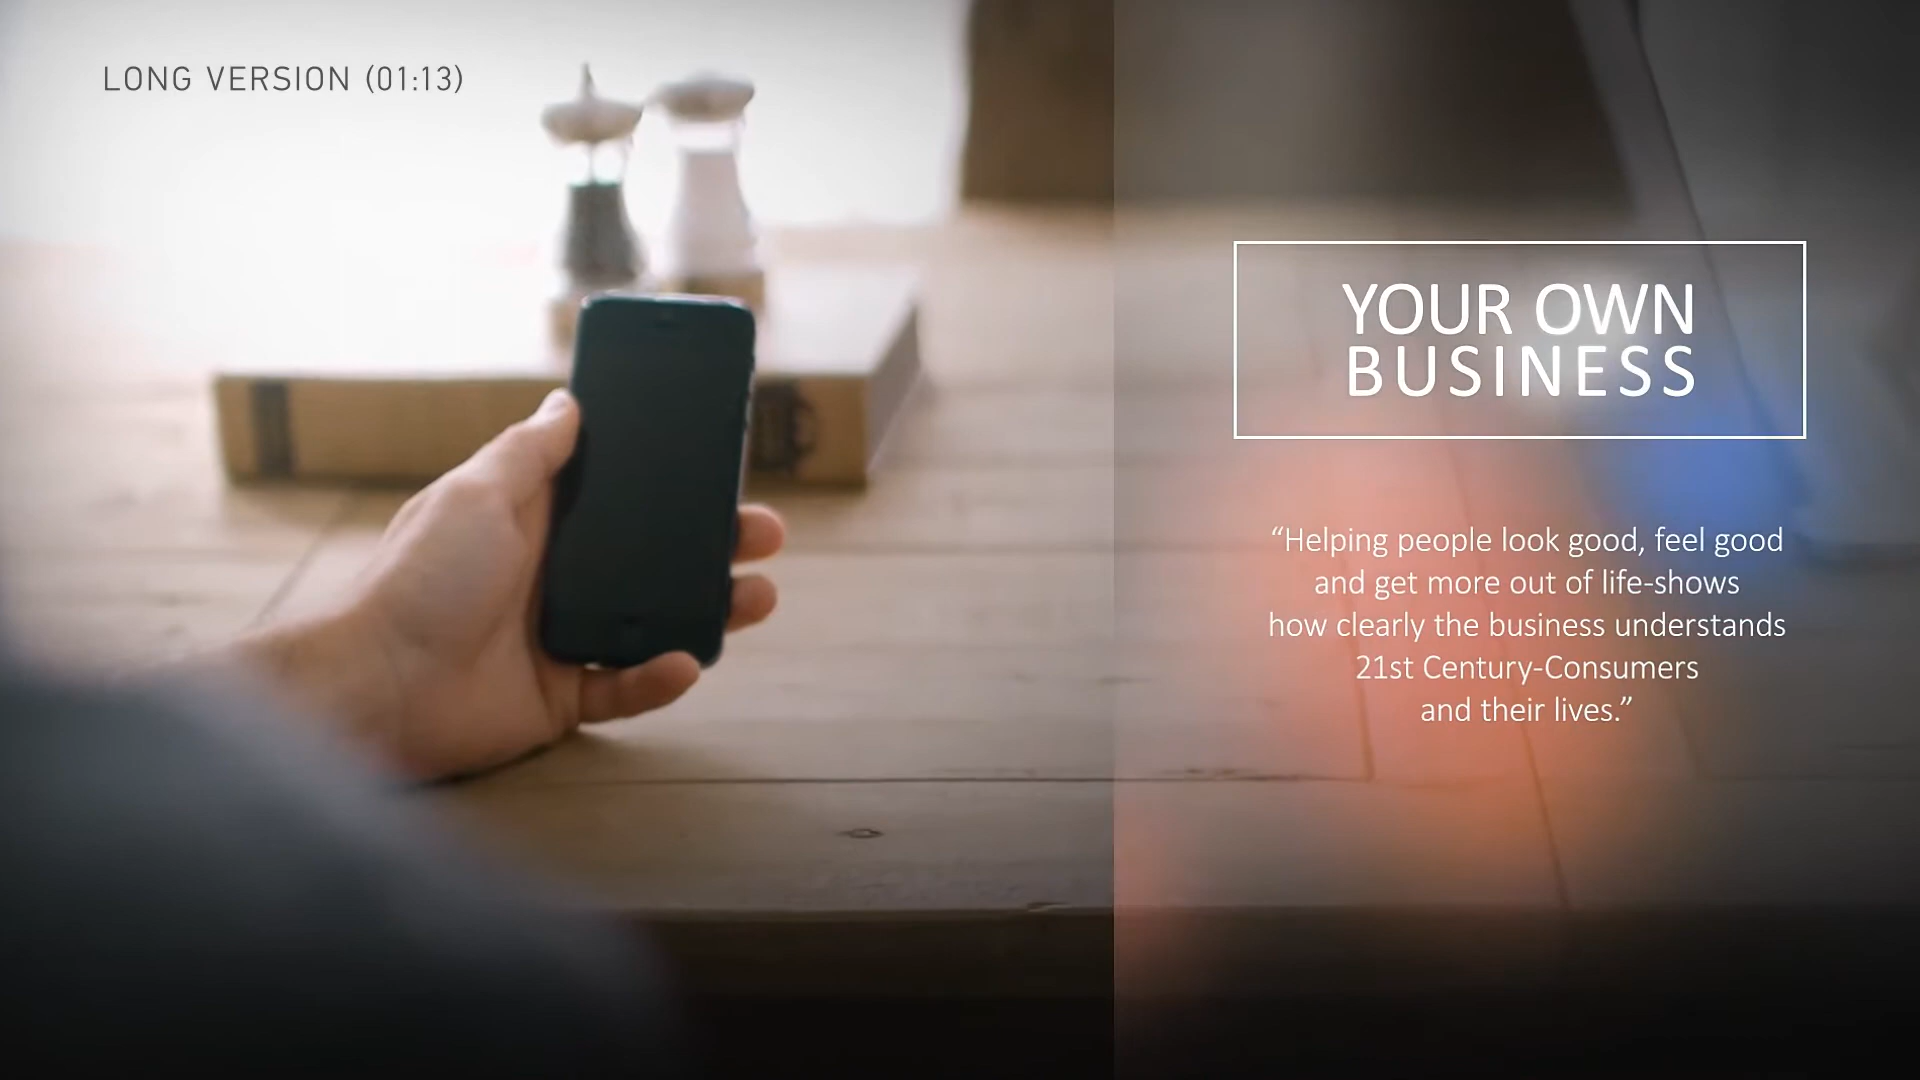 LONG VERSION (01:13)
YOUR OWN
BUSINESS
“Helping people look good, feel good
and get more out of life-shows
how clearly the business understands
21st Century-Consumers
and their lives.”